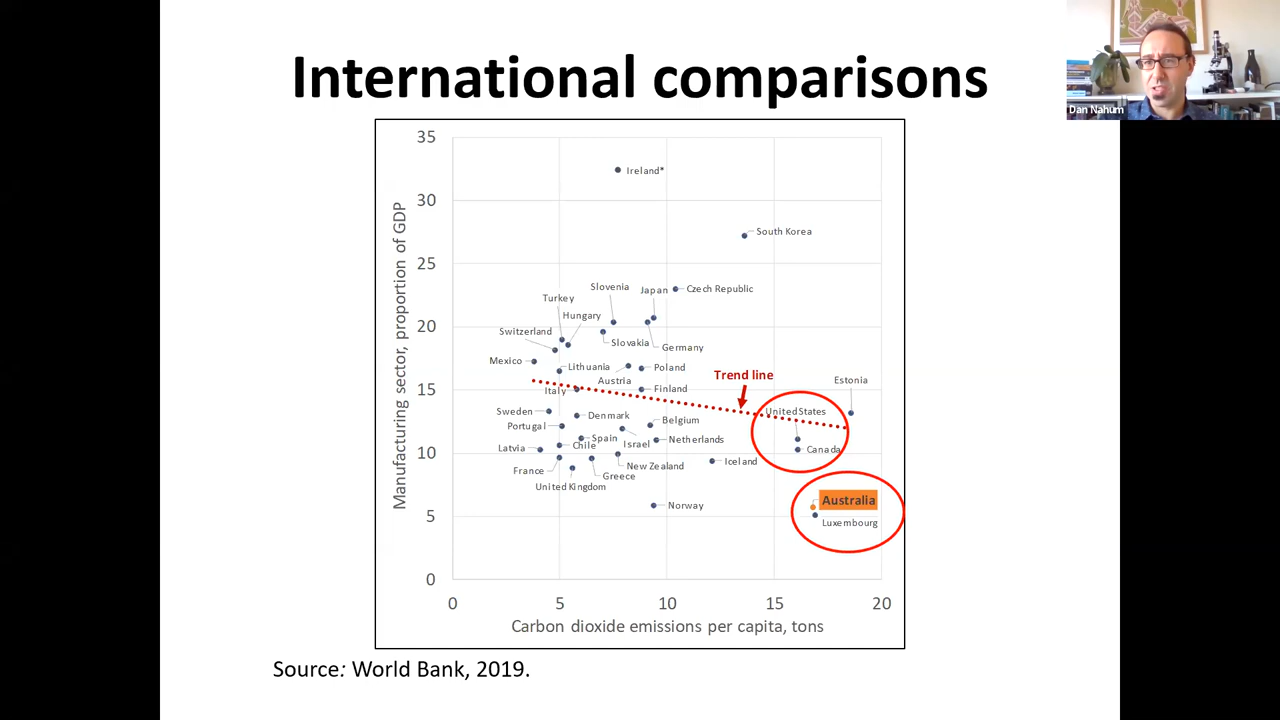 International comparisons
Dan Nahum
Manufacturing sector, proportion of GDP
35
30
25
20
15
10
5
0
Ireland*
South Korea
Slovenia
Japan
Czech Republic
Turkey
Hungary
Switzerland
Slovakia
Germany
Mexico
Lithuania
Poland
Trend line
Austria
Estonia
Italy
Finland
Sweden
Denmark
United States
Portugal
Belgium
Spain
Israel
Netherlands
Latvia
Chile
Canada
Iceland
France
New Zealand
Greece
United Kingdom
Norway
Australia
Luxembourg
0
5
10
15
20
Carbon dioxide emissions per capita, tons
Source: World Bank, 2019.